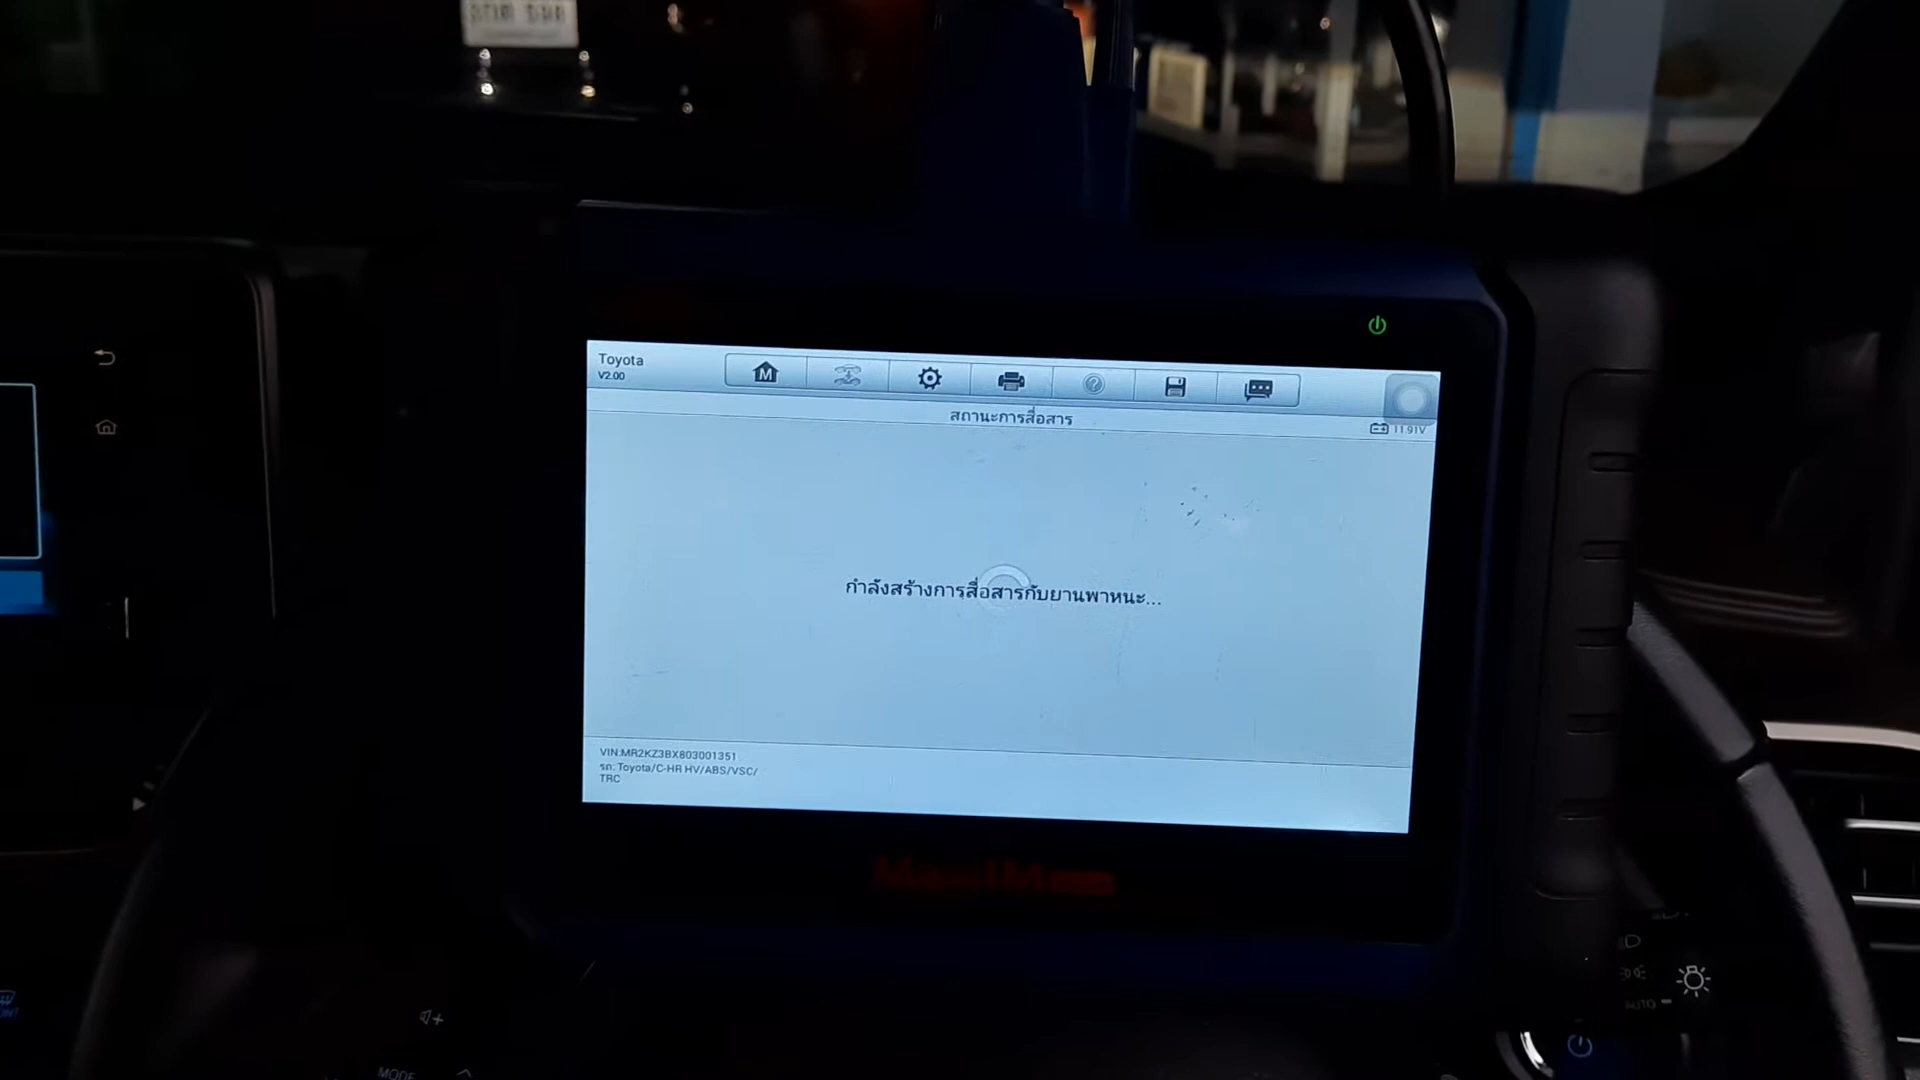 Toyota
V2.00
M
สถานะการสื่อสาร
11.91V
กำลังสร้างการสื่อสารกับยานพาหนะ...
VIN:MR2KZ3BX803001351
รถ: Toyota/C-HR HV/ABS/VSC/
TRC
AUTO
MODE